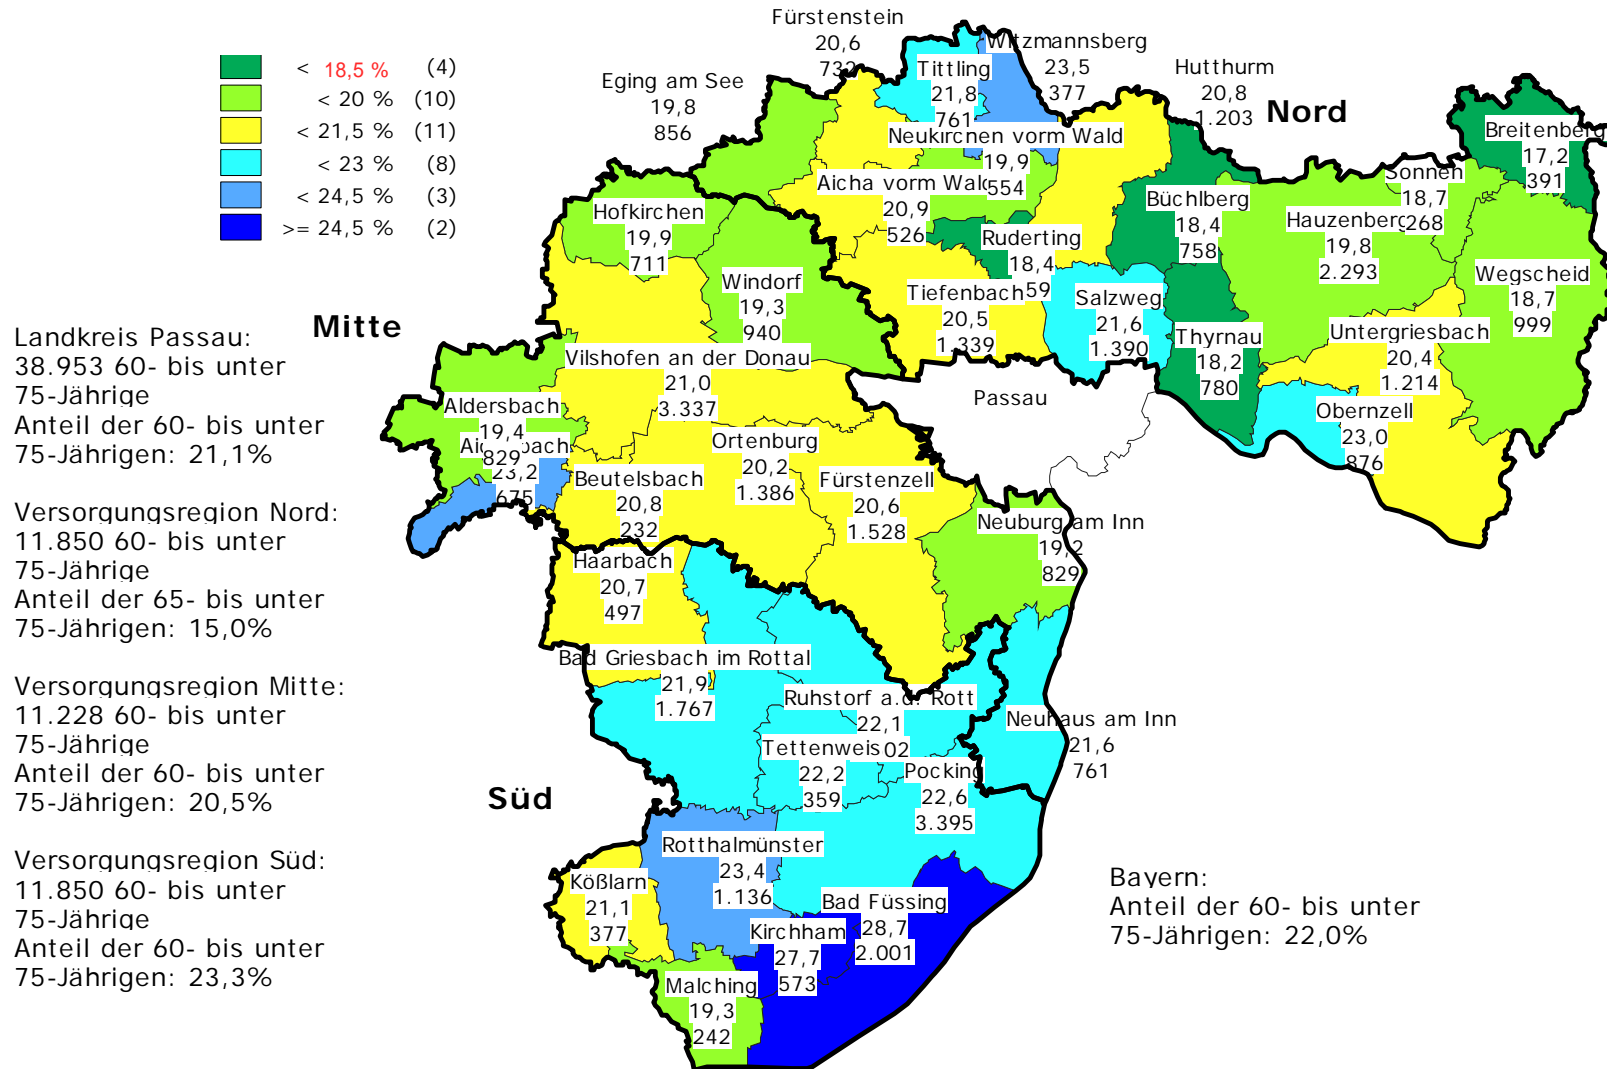 < 18,5 % (4)
< 20 % (10)
< 21,5 % (11)
< 23 % (8)
< 24,5 % (3)
>= 24,5 % (2)
Fürstenstein
20,6
732
Eging am See
19,8
856
Tittling
21,8
761
Witzmannsberg
23,5
377
Hutthurm
20,8
1.203
Nord
Neukirchen vorm Wald
19,9
554
Breitenberg
17,2
391
Sonnen
18,7
268
Aicha vorm Wald
20,9
526
Büchlberg
18,4
758
Hauzenberg
19,8
2.293
Hofkirchen
19,9
711
Ruderting
18,4
59
Windorf
19,3
940
Wegscheid
18,7
999
Tiefenbach
20,5
1.339
Salzweg
21,6
1.390
Thyrnau
18,2
780
Untergriesbach
20,4
1.214
Mitte
Vilshofen an der Donau
21,0
3.337
Passau
Obernzell
23,0
876
Landkreis Passau:
38.953 60- bis unter
75-Jährige
Anteil der 60- bis unter
75-Jährigen: 21,1%
Aldersbach
19,4
829
23,2
675
Ortenburg
20,2
1.386
Beutelsbach
20,8
232
Fürstenzell
20,6
1.528
Neuburg am Inn
19,2
829
Versorgungsregion Nord:
11.850 60- bis unter
75-Jährige
Anteil der 65- bis unter
75-Jährigen: 15,0%
Haarbach
20,7
497
Bad Griesbach im Rottal
21,9
1.767
Ruhstorf a.d. Rott
22,1
02
Neuhaus am Inn
21,6
761
Versorgungsregion Mitte:
11.228 60- bis unter
75-Jährige
Anteil der 60- bis unter
75-Jährigen: 20,5%
Tettenweis
22,2
359
Pocking
22,6
3.395
Süd
Rotthalmünster
23,4
1.136
Versorgungsregion Süd:
11.850 60- bis unter
75-Jährige
Anteil der 60- bis unter
75-Jährigen: 23,3%
Kößlarn
21,1
377
Bad Füssing
28,7
2.001
Kirchham
27,7
573
Malching
19,3
242
Bayern:
Anteil der 60- bis unter
75-Jährigen: 22,0%